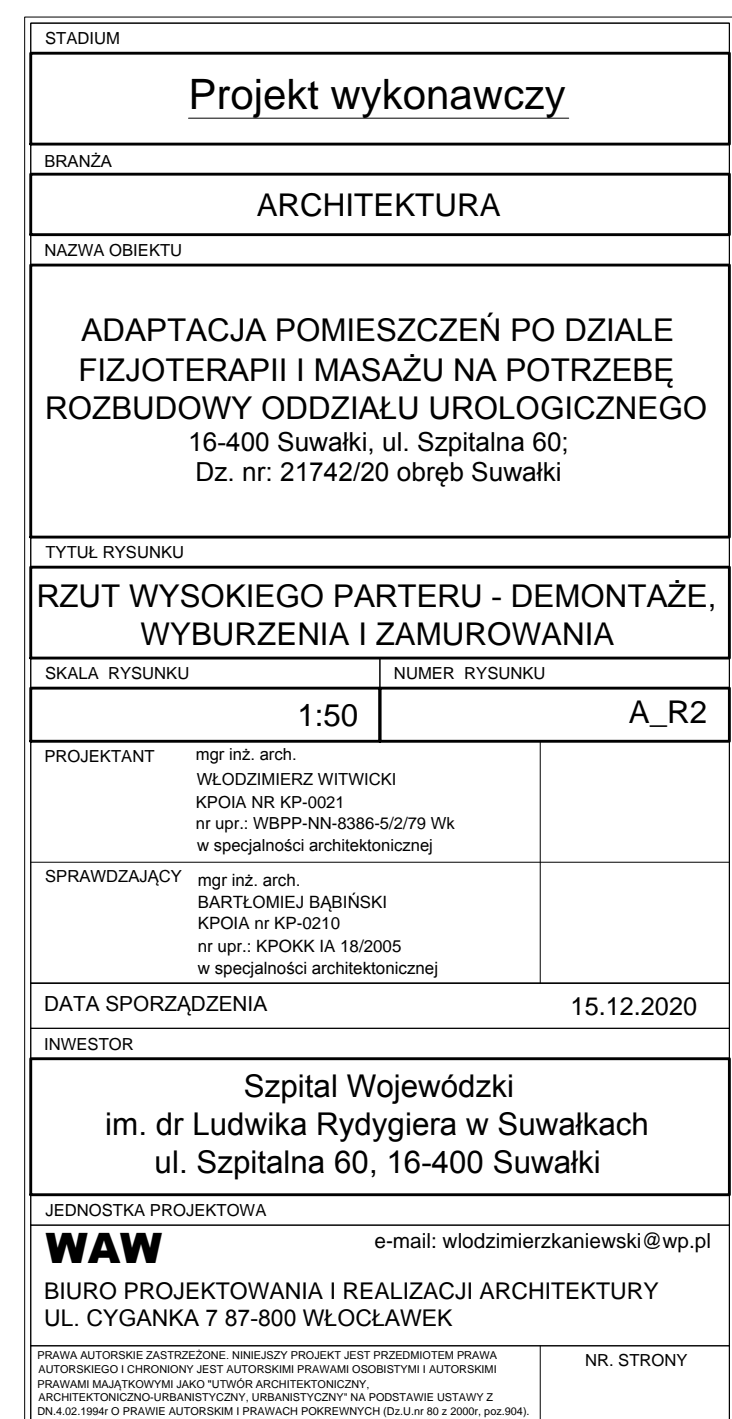 STADIUM
Projekt wykonawczy
BRANŻA
ARCHITEKTURA
NAZWA OBIEKTU
ADAPTACJA POMIESZCZEŃ PO DZIALE
FIZJOTERAPII I MASAŻU NA POTRZEBĘ
ROZBUDOWY ODDZIAŁU UROLOGICZNEGO
16-400 Suwałki, ul. Szpitalna 60;
Dz. nr: 21742/20 obręb Suwałki
TYTUŁ RYSUNKU
RZUT WYSOKIEGO PARTERU - DEMONTAŻE,
WYBURZENIA I ZAMUROWANIA
SKALA RYSUNKU NUMER RYSUNKU
1:50 A_R2
PROJEKTANT mgr inż. arch.
WŁODZIMIERZ WITWICKI
KPOIA NR KP-0021
nr upr.: WBPP-NN-8386-5/2/79 Wk
w specjalności architektonicznej
SPRAWDZAJĄCY mgr inż. arch.
BARTŁOMIEJ BĄBIŃSKI
KPOIA nr KP-0210
nr upr.: KPOKK IA 18/2005
w specjalności architektonicznej
DATA SPORZĄDZENIA 15.12.2020
INWESTOR
Szpital Wojewódzki
im. dr Ludwika Rydygiera w Suwałkach
ul. Szpitalna 60, 16-400 Suwałki
JEDNOSTKA PROJEKTOWA
WAW e-mail: wlodzimierzkaniewski@wp.pl
BIURO PROJEKTOWANIA I REALIZACJI ARCHITEKTURY
UL. CYGANKA 7 87-800 WŁOCŁAWEK
PRAWA AUTORSKIE ZASTRZEŻONE. NINIEJSZY PROJEKT JEST PRZEDMIOTEM PRAWA
AUTORSKIEGO I CHRONIONY JEST AUTORSKIMI PRAWAMI OSOBISTYMI I AUTORSKIMI
PRAWAMI MAJĄTKOWYMI JAKO "UTWÓR ARCHITEKTONICZNY,
ARCHITEKTONICZNO-URBANISTYCZNY, URBANISTYCZNY" NA PODSTAWIE USTAWY Z
DN.4.02.1994r O PRAWIE AUTORSKIM I PRAWACH POKREWNYCH (Dz.U.nr 80 z 2000r, poz.904).
NR. STRONY